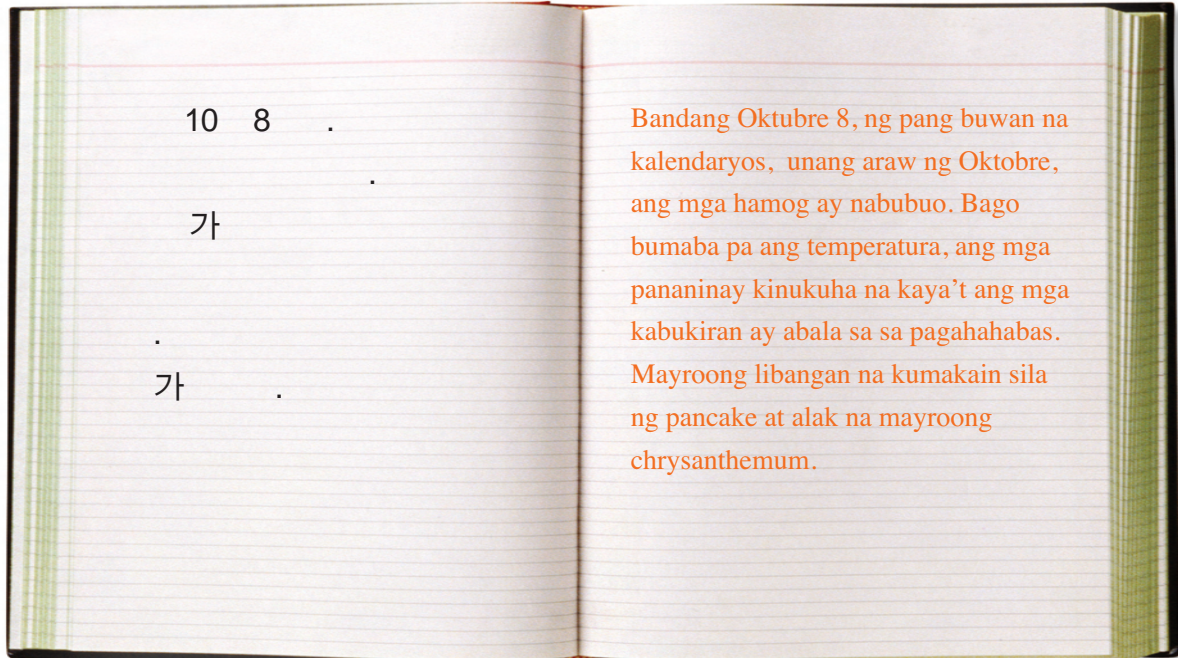 10 8 .
.
가
.
가 .
Bandang Oktubre 8, ng pang buwan na
kalendaryos, unang araw ng Oktobre,
ang mga hamog ay nabubuo. Bago
bumaba pa ang temperatura, ang mga
pananinay kinukuha na kaya’t ang mga
kabukiran ay abala sa sa pagahahabas.
Mayroong libangan na kumakain sila
ng pancake at alak na mayroong
chrysanthemum.